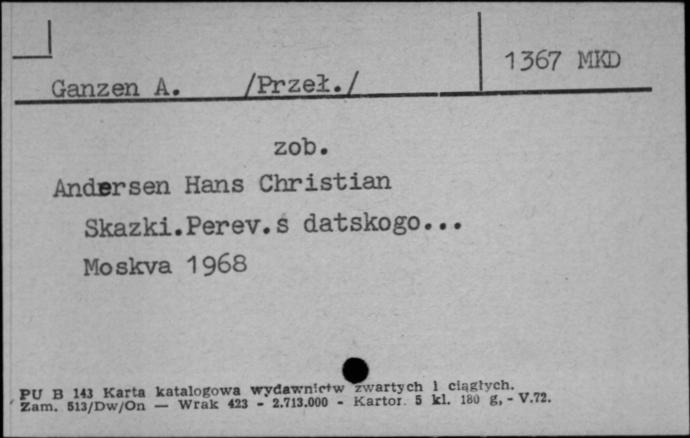 1367 MKD
Ganzen A. /Przeł./
zob.
Andersen Hans Christian
Skazki.Perev.s datskogo...
Moskva 1968
PU B 143 Karta katalogowa wydawnictw zwartych i ciągłych.
Zam. 513/Dw/On — Wrak 423 - 2.713.000 - Kartor. 5 kl. 180 g, - V.72.